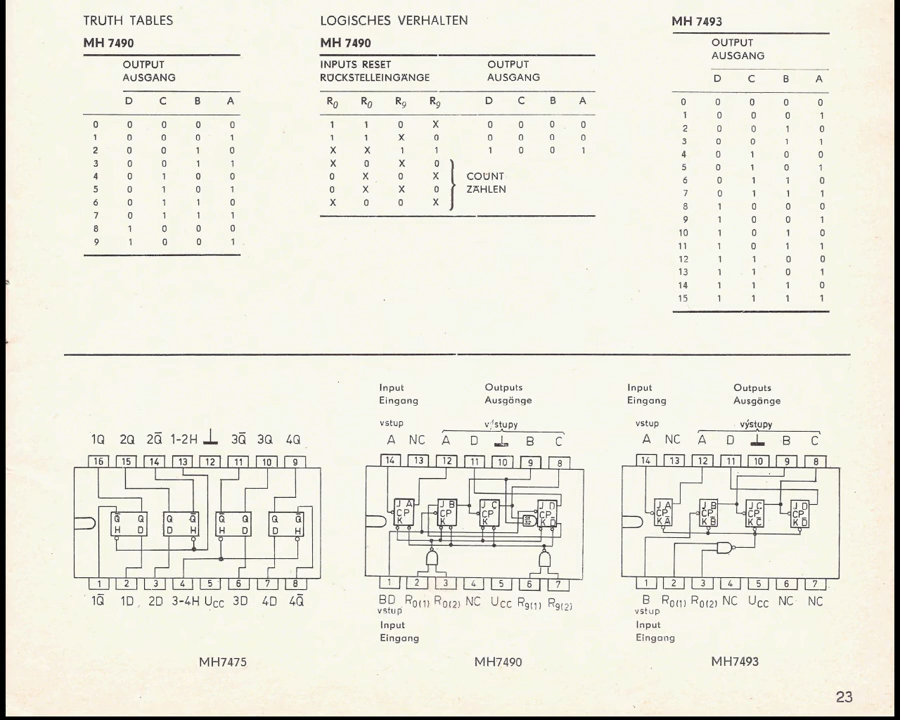 TRUTH TABLES
MH 7490
OUTPUT
AUSGANG
D C B A
0 0 0 0 0
1 0 0 0 1
2 0 0 1 0
3 0 0 1 1
4 0 1 0 0
5 0 1 0 1
6 0 1 1 0
7 0 1 1 1
8 1 0 0 0
9 1 0 0 1
LOGISCHES VERHALTEN
MH 7490
INPUTS RESET OUTPUT
RÜCKSTELLEINGÄNGE AUSGANG
R0 R0 R9 R9 D C B A
1 1 0 X 0 0 0 0
1 1 X 0 0 0 0 0
X X 1 1 1 0 0 1
X 0 X 0
0 X 0 X
0 X X 0
X 0 0 X
COUNT
ZÄHLEN
MH 7493
OUTPUT
AUSGANG
D C B A
0 0 0 0 0
1 0 0 0 1
2 0 0 1 0
3 0 0 1 1
4 0 1 0 0
5 0 1 0 1
6 0 1 1 0
7 0 1 1 1
8 1 0 0 0
9 1 0 0 1
10 1 0 1 0
11 1 0 1 1
12 1 1 0 0
13 1 1 0 1
14 1 1 1 0
15 1 1 1 1
1Q 2Q 2Q̅ 1-2H 3Q̅ 3Q 4Q
16 15 14 13 12 11 10 9
Q̅ Q Q Q̅ Q̅ Q Q Q̅
H D D H H D D H
1 2 3 4 5 6 7 8
1Q̅ 1D 2D 3-4H UCC 3D 4D 4Q̅
MH7475
Input Outputs
Eingang Ausgänge
vstup výstupy
A NC A D B C
14 13 12 11 10 9 8
J A J B J C J D
CP CP CP CP
K K K K D̅
1 2 3 4 5 6 7
BD R0(1) R0(2) NC UCC R9(1) R9(2)
vstup
Input
Eingang
MH7490
Input Outputs
Eingang Ausgänge
vstup výstupy
A NC A D B C
14 13 12 11 10 9 8
J A J B J C J D
CP CP CP CP
K A̅ K B̅ K C̅ K D̅
1 2 3 4 5 6 7
B R0(1) R0(2) NC UCC NC NC
vstup
Input
Eingang
MH7493
23